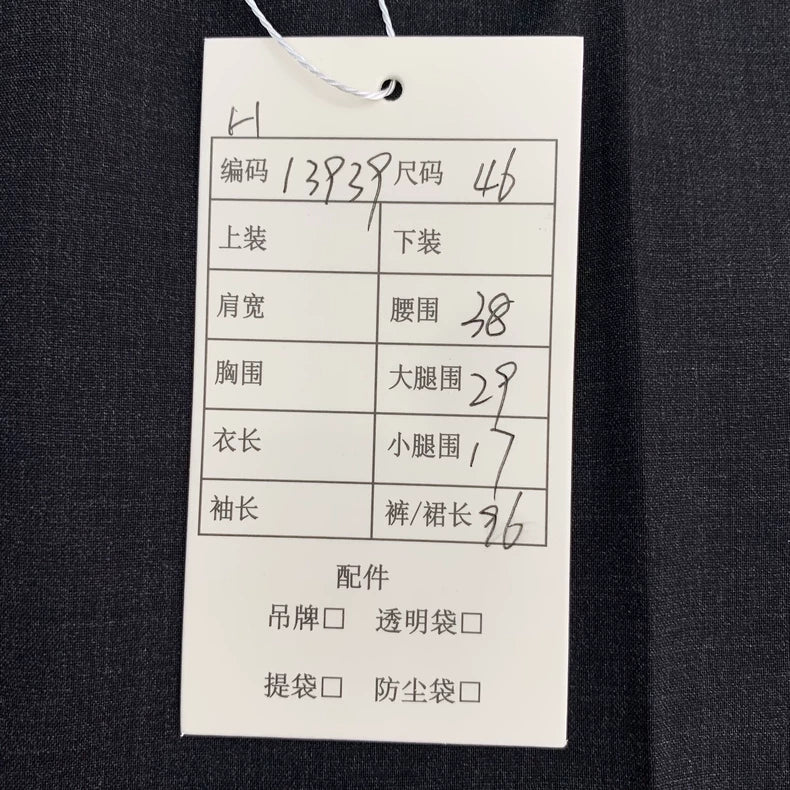 H
编码 13939 尺码 46
上装 下装
肩宽 腰围 38
胸围 大腿围 29
衣长 小腿围 17
袖长 裤/裙长 96
配件
吊牌□ 透明袋□
提袋□ 防尘袋□